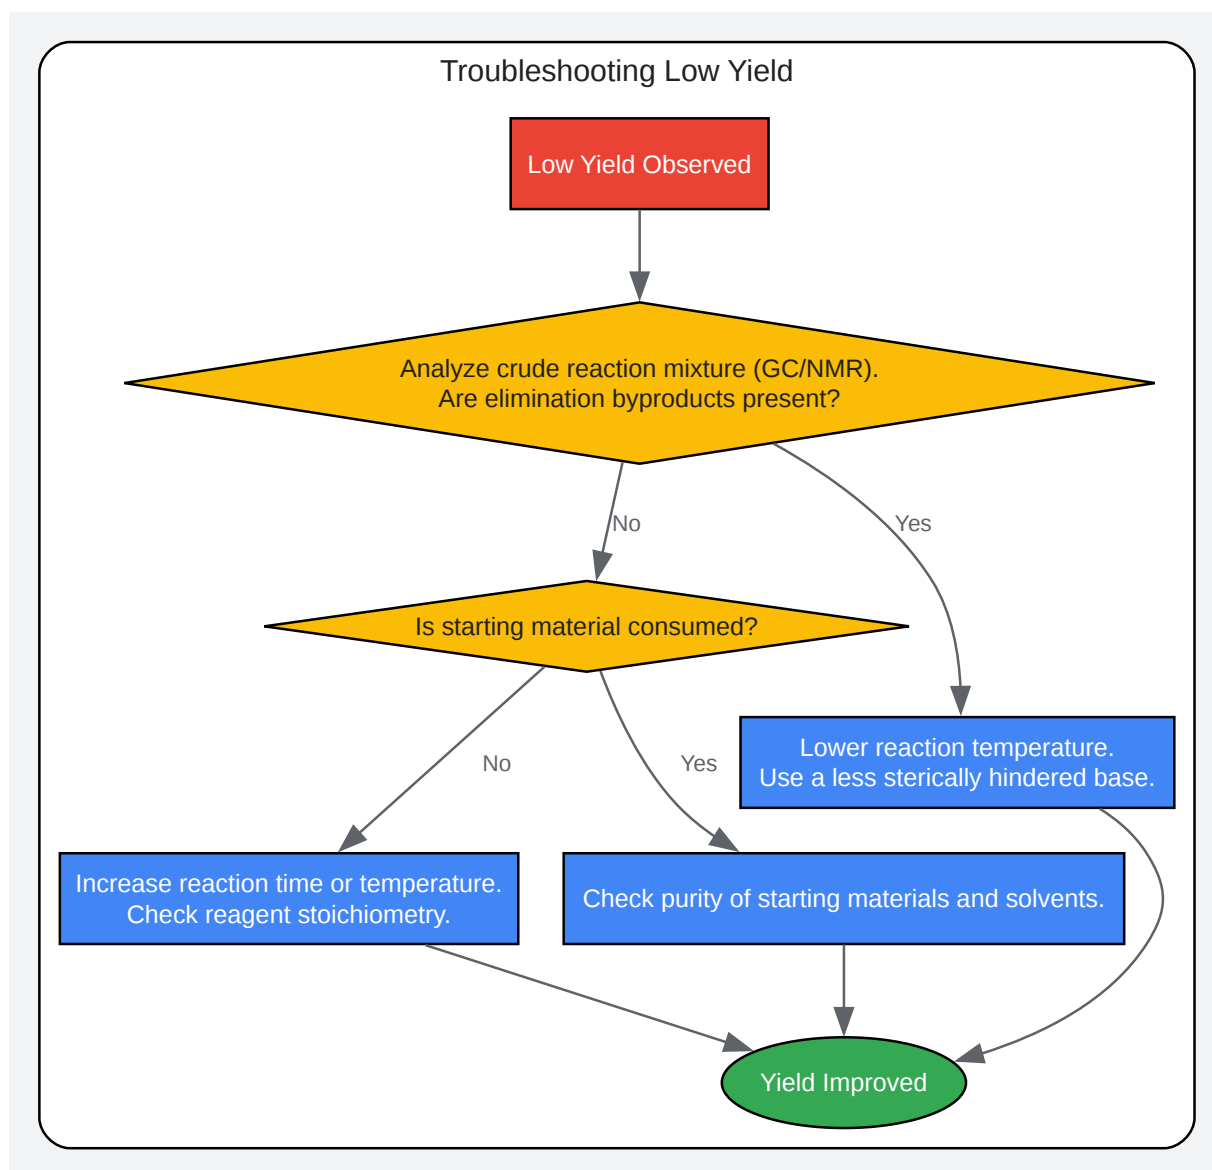 Troubleshooting Low Yield
Low Yield Observed
Analyze crude reaction mixture (GC/NMR).
Are elimination byproducts present?
No
Yes
Is starting material consumed?
No
Yes
Lower reaction temperature.
Use a less sterically hindered base.
Increase reaction time or temperature.
Check reagent stoichiometry.
Check purity of starting materials and solvents.
Yield Improved